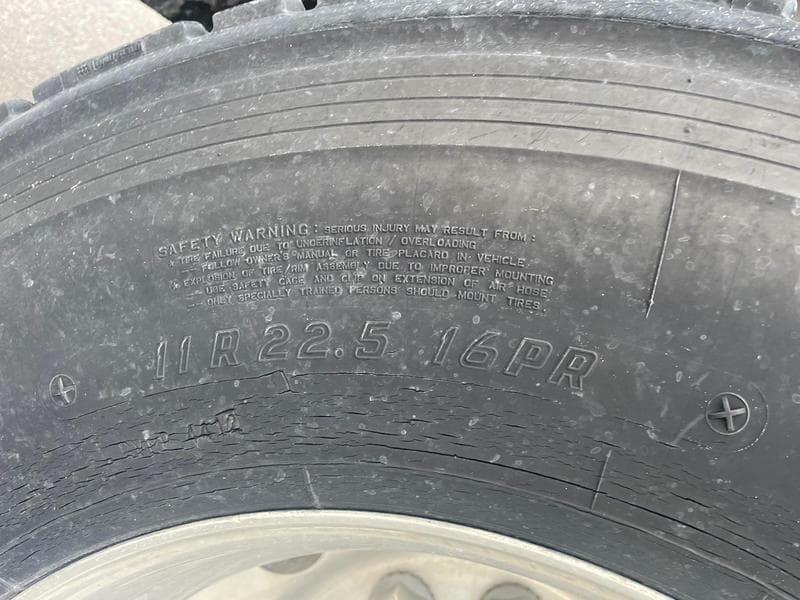 SAFETY WARNING : SERIOUS INJURY MAY RESULT FROM :
* TIRE FAILURE DUE TO UNDERINFLATION / OVERLOADING
— FOLLOW OWNER'S MANUAL OR TIRE PLACARD IN VEHICLE.
* EXPLOSION OF TIRE/RIM ASSEMBLY DUE TO IMPROPER MOUNTING
— USE SAFETY CAGE AND CLIP ON EXTENSION OF AIR HOSE
— ONLY SPECIALLY TRAINED PERSONS SHOULD MOUNT TIRES.
11R22.5 16PR